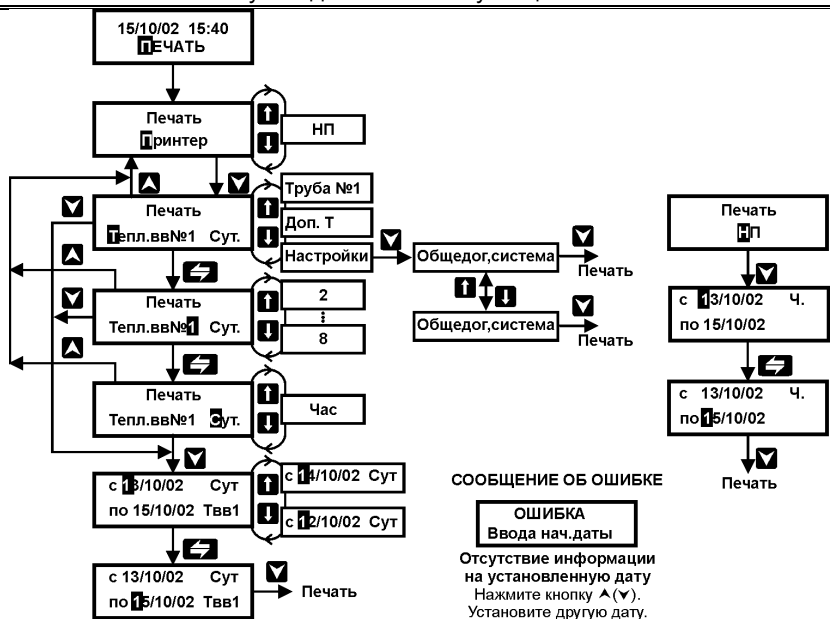 15/10/02 15:40
ПЕЧАТЬ
Печать
Принтер
НП
Печать
Тепл.вв№1 Сут.
Труба №1
Доп. Т
Настройки
Общедог,система
Печать
Общедог,система
Печать
Печать
Тепл.вв№1 Сут.
2
8
Печать
Тепл.вв№1 Сут.
Час
с 13/10/02 Сут
по 15/10/02 Твв1
с 14/10/02 Сут
с 12/10/02 Сут
с 13/10/02 Сут
по 15/10/02 Твв1
Печать
Печать
НП
с 13/10/02 Ч.
по 15/10/02
с 13/10/02 Ч.
по 15/10/02
Печать
СООБЩЕНИЕ ОБ ОШИБКЕ
ОШИБКА
Ввода нач.даты
Отсутствие информации
на установленную дату
Нажмите кнопку ⮝(⮟).
Установите другую дату.